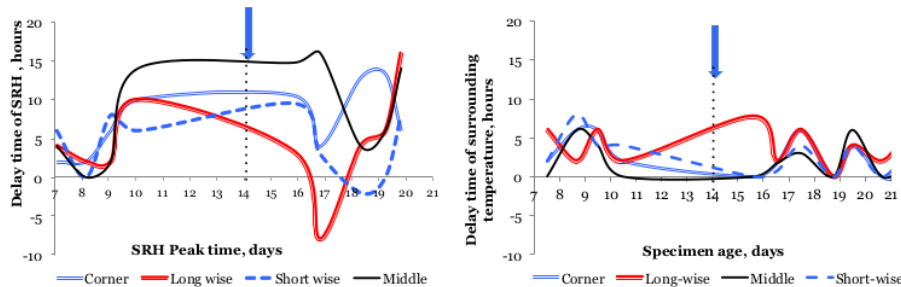 Delay time of SRH , hours
20
15
10
5
0
-5
-10
7 8 9 10 11 12 13 14 15 16 17 18 19 20 21
SRH Peak time, days
Corner Long wise Short wise Middle
Delay time of surrounding
temperature, hours
20
15
10
5
0
-5
-10
7 8 9 10 11 12 13 14 15 16 17 18 19 20 21
Specimen age, days
Corner Long-wise Middle Short-wise